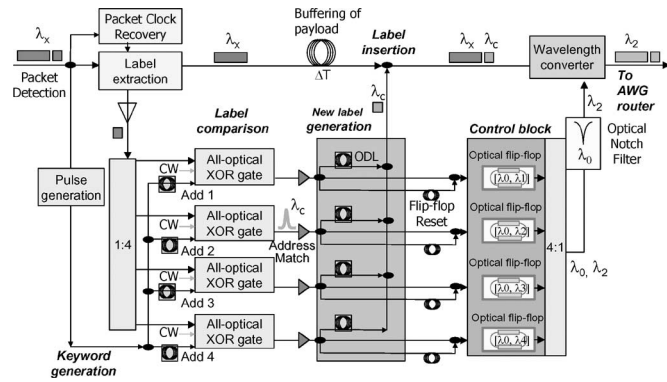 λx
Packet Clock
Recovery
Packet
Detection
Label
extraction
λx
Buffering of
payload
ΔT
Label
insertion
λx
λc
Wavelength
converter
λ2
To
AWG
router
λ2
λ0
Optical
Notch
Filter
λc
Label
comparison
New label
generation
Control block
Pulse
generation
1:4
CW
All-optical
XOR gate
Add 1
ODL
Optical flip-flop
[λ0, λ1]
CW
All-optical
XOR gate
Add 2
λc
Address
Match
Flip-flop
Reset
Optical flip-flop
[λ0, λ2]
4:1
λ0, λ2
All-optical
XOR gate
Add 3
Optical flip-flop
[λ0, λ3]
CW
All-optical
XOR gate
Add 4
Optical flip-flop
[λ0, λ4]
Keyword
generation